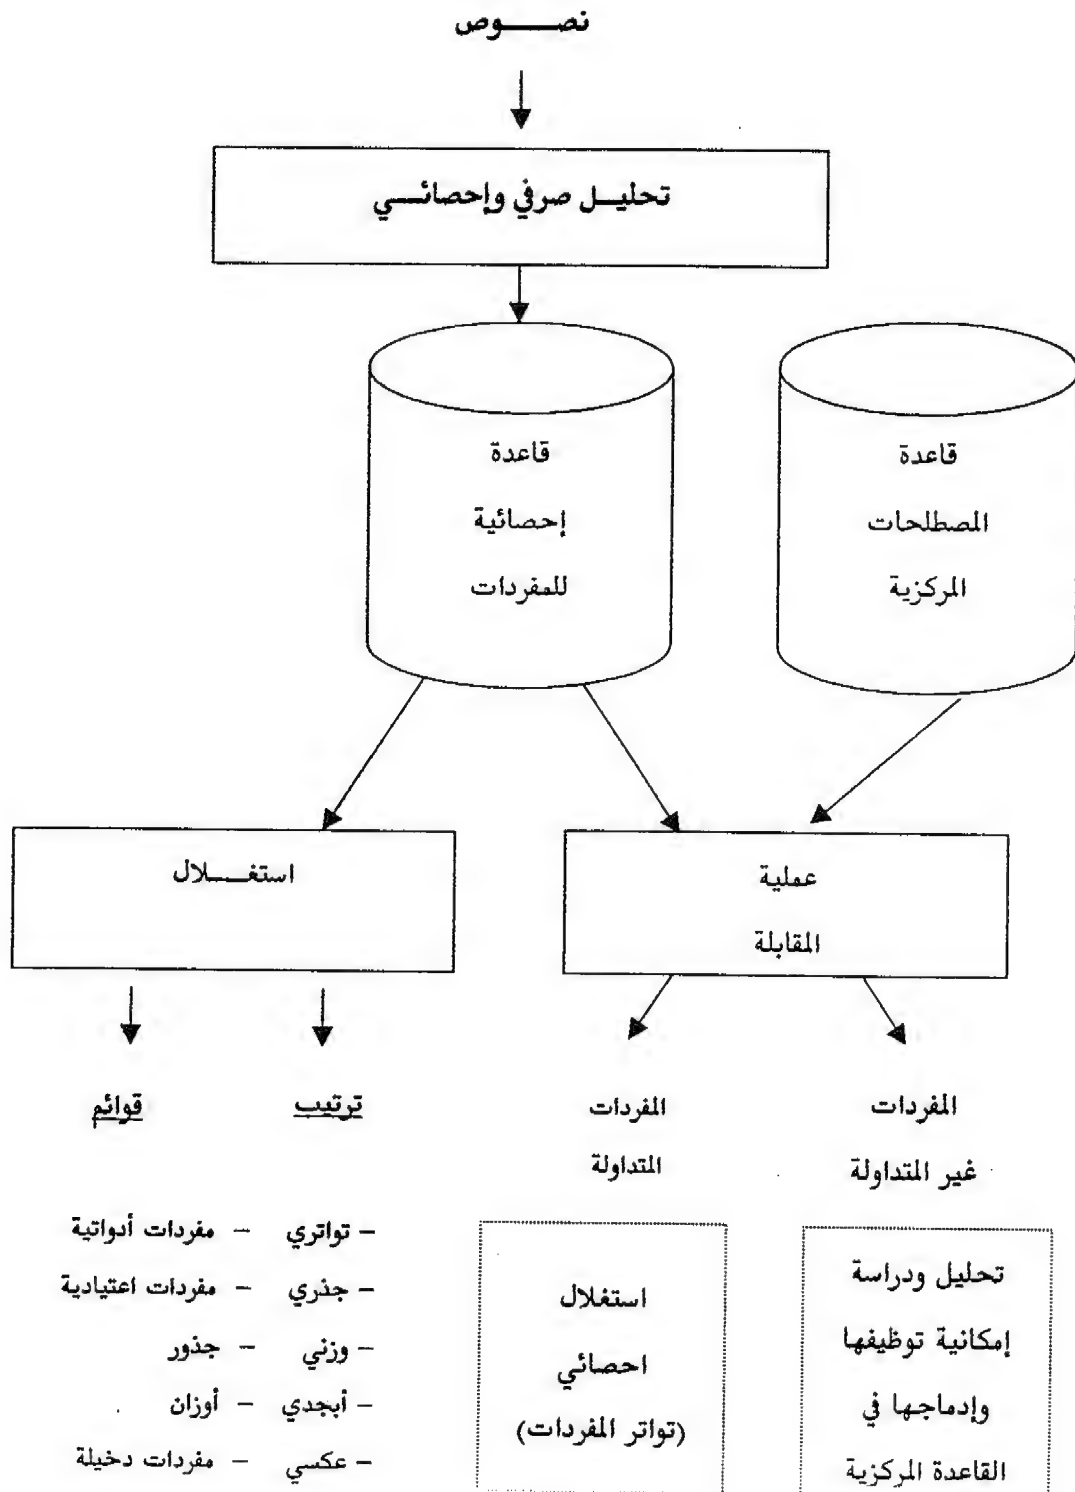 نصــــوص
تحليــل صرفي وإحصائــي
قاعدة
المصطلحات
المركزية
قاعدة
إحصائية
للمفردات
عملية
المقابلة
استغــــلال
المفردات
غير المتداولة
المفردات
المتداولة
ترتيب
قوائم
تحليل ودراسة
إمكانية توظيفها
وإدماجها في
القاعدة المركزية
استغلال
احصائي
(تواتر المفردات)
– تواتري – مفردات أدواتية
– جذري – مفردات اعتيادية
– وزني – جذور
– أبجدي – أوزان
– عكسي – مفردات دخيلة